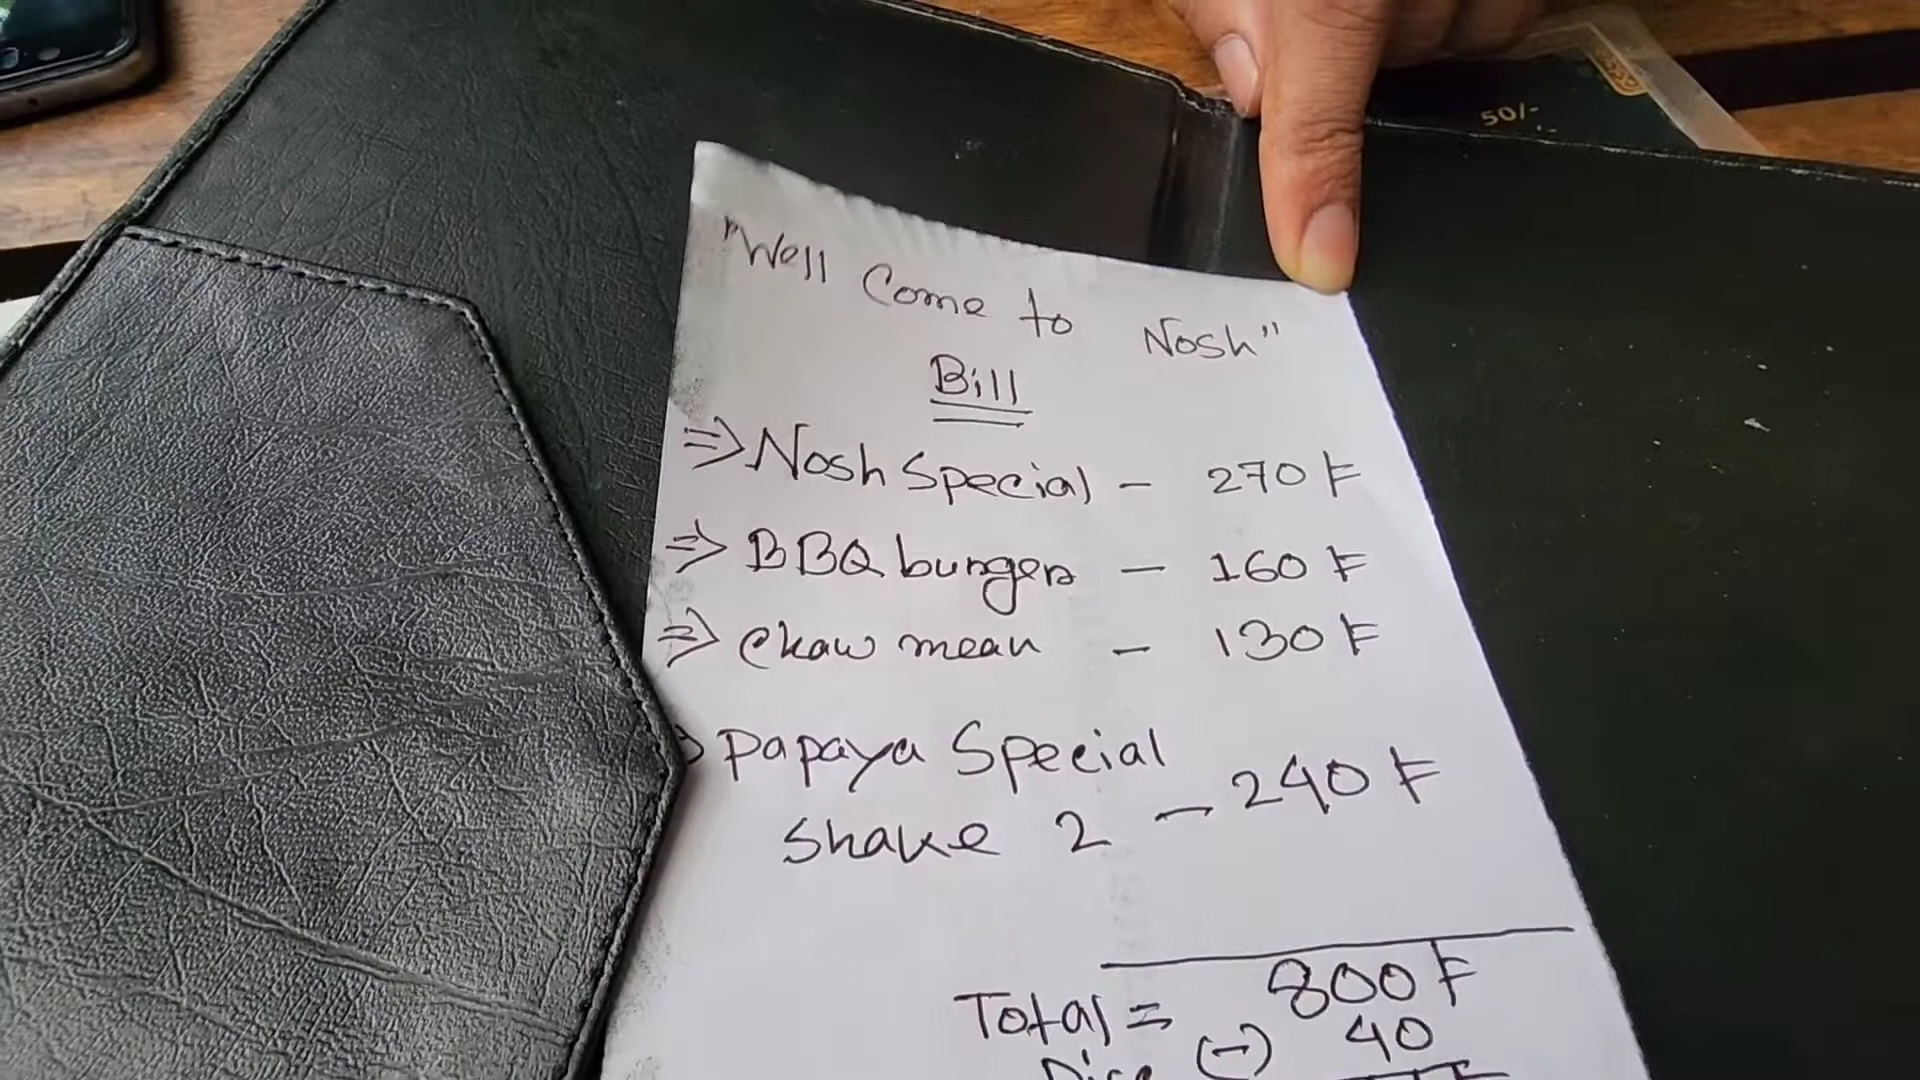 50/-
"Well Come to Nosh"
Bill
⇒ Nosh Special - 270 ⊧
⇒ BBQ burger - 160 ⊧
⇒ Chaw mean - 130 ⊧
⇒ Papaya Special
Shake 2 - 240 ⊧
Total = 800 ⊧
(-) 40